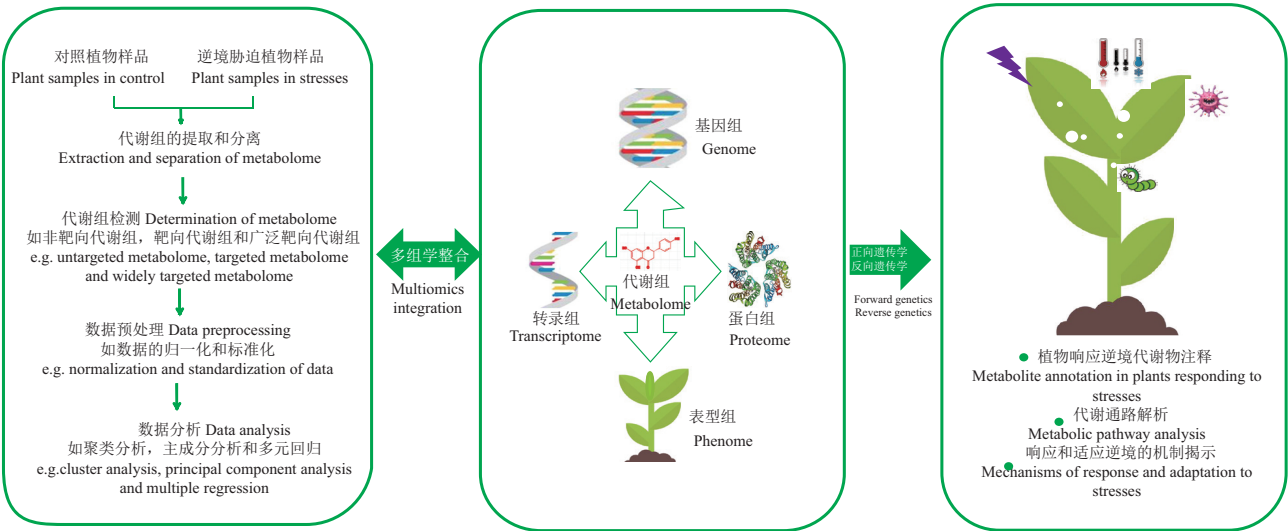 对照植物样品
Plant samples in control
逆境胁迫植物样品
Plant samples in stresses
代谢组的提取和分离
Extraction and separation of metabolome
代谢组检测 Determination of metabolome
如非靶向代谢组，靶向代谢组和广泛靶向代谢组
e.g. untargeted metabolome, targeted metabolome
and widely targeted metabolome
数据预处理 Data preprocessing
如数据的归一化和标准化
e.g. normalization and standardization of data
数据分析 Data analysis
如聚类分析，主成分分析和多元回归
e.g.cluster analysis, principal component analysis
and multiple regression
多组学整合
Multiomics
integration
基因组
Genome
代谢组
Metabolome
转录组
Transcriptome
蛋白组
Proteome
表型组
Phenome
正向遗传学
反向遗传学
Forward genetics
Reverse genetics
植物响应逆境代谢物注释
Metabolite annotation in plants responding to
stresses
代谢通路解析
Metabolic pathway analysis
响应和适应逆境的机制揭示
Mechanisms of response and adaptation to
stresses